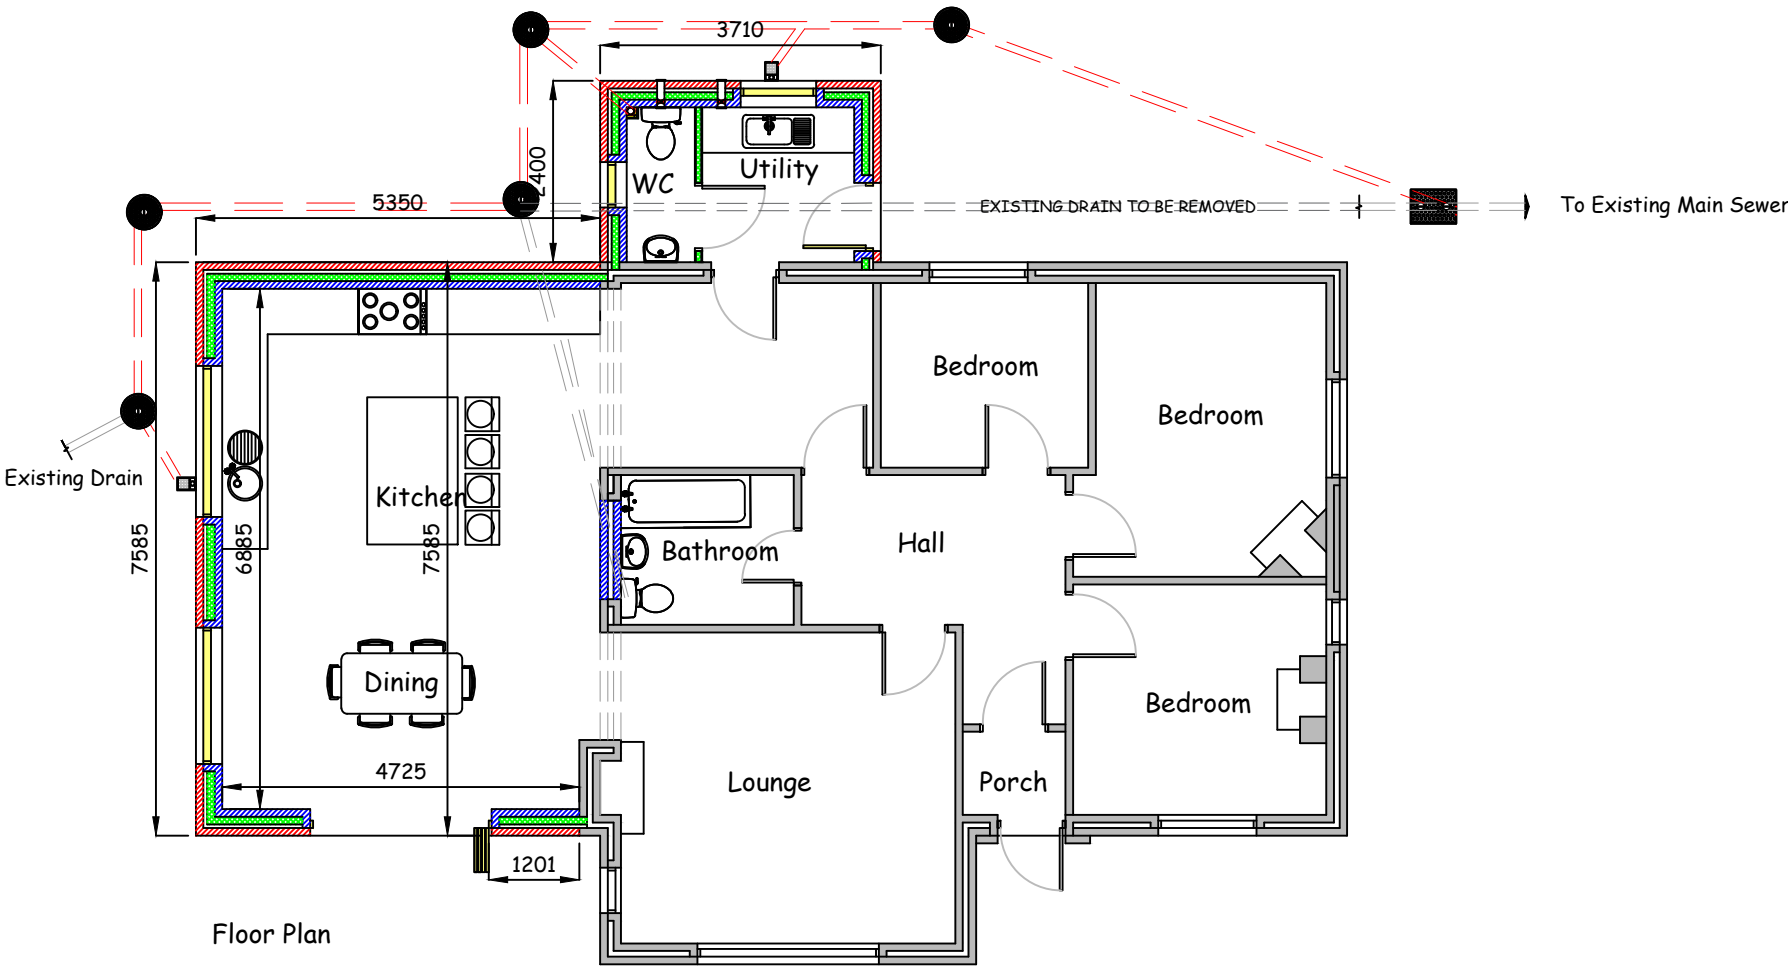 3710
2400
WC
Utility
5350
EXISTING DRAIN TO BE REMOVED
To Existing Main Sewer
Bedroom
Bedroom
Existing Drain
Kitchen
7585
6885
7585
Bathroom
Hall
Dining
Bedroom
4725
Lounge
Porch
1201
Floor Plan